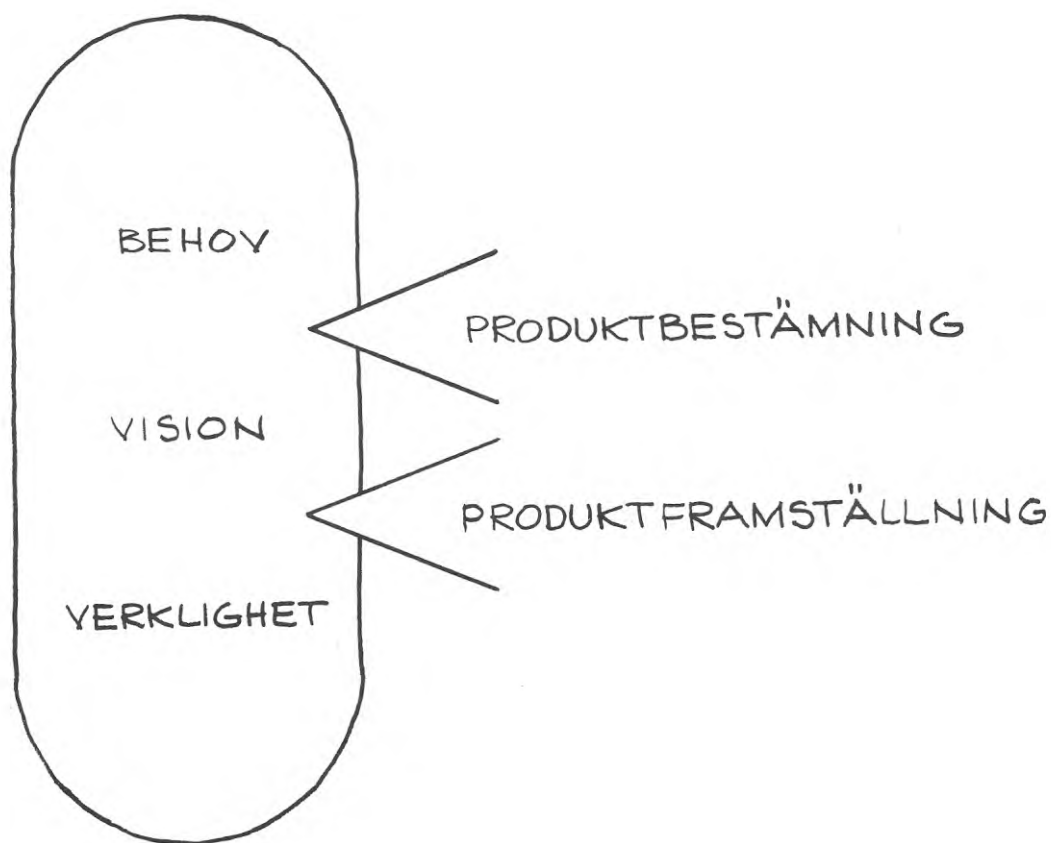 BEHOV
PRODUKTBESTÄMNING
VISION
PRODUKTFRAMSTÄLLNING
VERKLIGHET